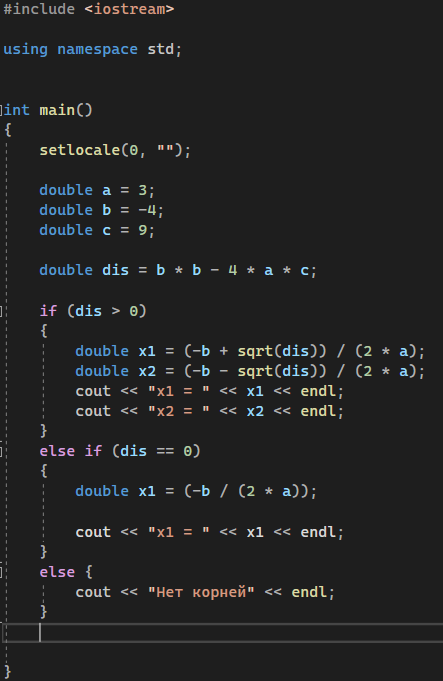 #include <iostream>
using namespace std;
int main()
{
setlocale(0, "");
double a = 3;
double b = -4;
double c = 9;
double dis = b * b - 4 * a * c;
if (dis > 0)
{
double x1 = (-b + sqrt(dis)) / (2 * a);
double x2 = (-b - sqrt(dis)) / (2 * a);
cout << "x1 = " << x1 << endl;
cout << "x2 = " << x2 << endl;
}
else if (dis == 0)
{
double x1 = (-b / (2 * a));
cout << "x1 = " << x1 << endl;
}
else {
cout << "Нет корней" << endl;
}
}